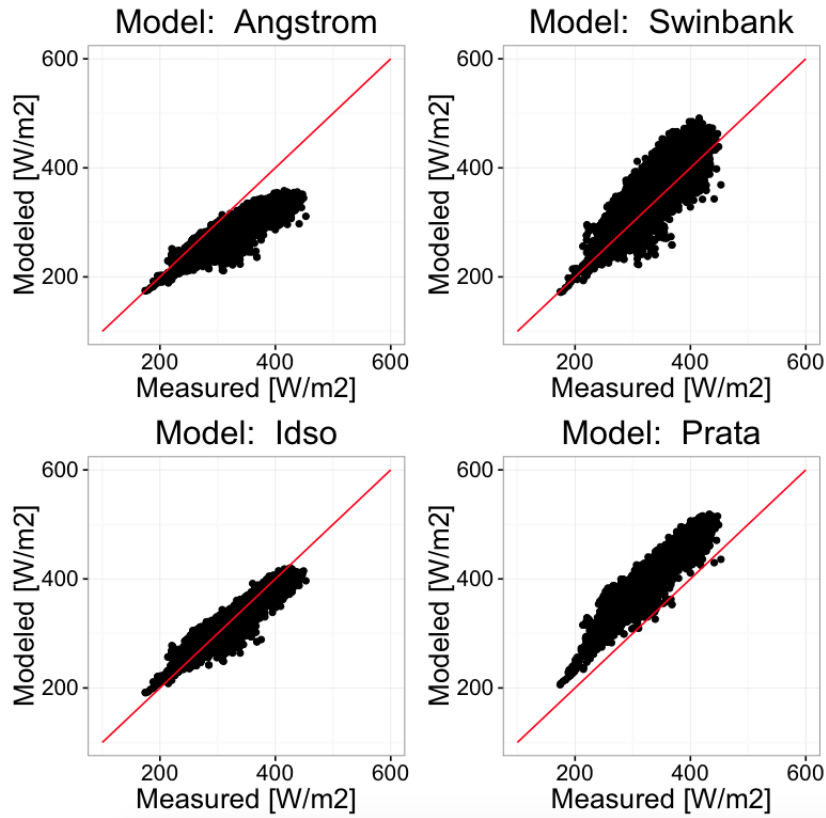 Model:  Angstrom
Modeled [W/m2]
600
400
200
200 400 600
Measured [W/m2]
Model:  Swinbank
Modeled [W/m2]
600
400
200
200 400 600
Measured [W/m2]
Model:  Idso
Modeled [W/m2]
600
400
200
200 400 600
Measured [W/m2]
Model:  Prata
Modeled [W/m2]
600
400
200
200 400 600
Measured [W/m2]